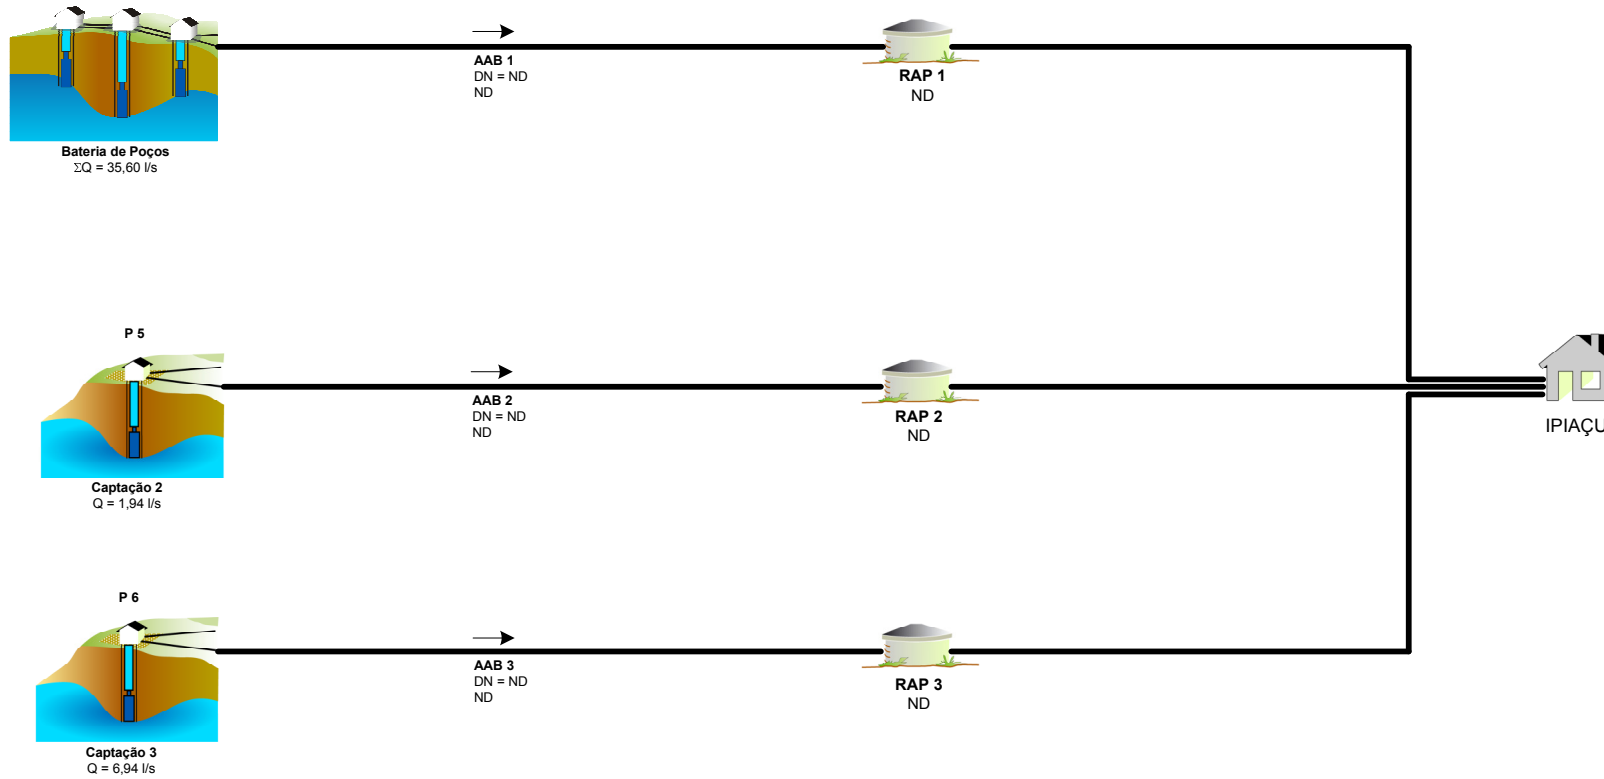 AAB 1
DN = ND
ND
RAP 1
ND
Bateria de Poços
ΣQ = 35,60 l/s
P 5
AAB 2
DN = ND
ND
RAP 2
ND
IPIAÇU
Captação 2
Q = 1,94 l/s
P 6
AAB 3
DN = ND
ND
RAP 3
ND
Captação 3
Q = 6,94 l/s